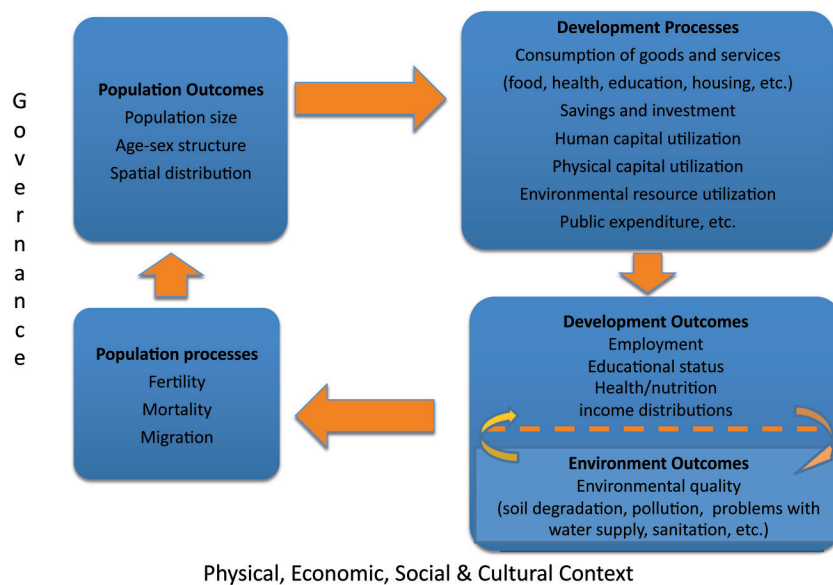 Governance
Population Outcomes
Population size
Age-sex structure
Spatial distribution
Development Processes
Consumption of goods and services
(food, health, education, housing, etc.)
Savings and investment
Human capital utilization
Physical capital utilization
Environmental resource utilization
Public expenditure, etc.
Population processes
Fertility
Mortality
Migration
Development Outcomes
Employment
Educational status
Health/nutrition
income distributions
Environment Outcomes
Environmental quality
(soil degradation, pollution, problems with
water supply, sanitation, etc.)
Physical, Economic, Social & Cultural Context